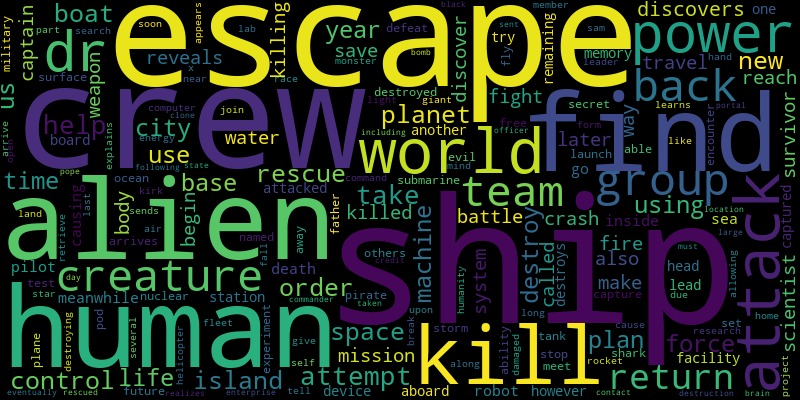 military
captain
boat
dr
escape
soon
appears
lab
killing
year
save
monster
part
search
black
sent
fly
try
bomb
defeat
member
sam
leader
remaining
discovers
one
power
memory
hand
travel
new
reach
us
weapon
reveals
x
near
race
discover
destroyed
fight
secret
back
way
learns
portal
like
encounter
crew
help
board
explains
city
computer
clone
energy
join
water
use
light
giant
planet
another
including
evil
world
mind
free
officer
form
find
later
launch
able
go
survivor
open
arrive
time
causing
last
body
following
state
pope
rescue
base
attacked
command
submarine
team
group
using
captured
alien
land
ocean
kirk
sends
air
arrives
begin
named
fall
away
father
take
killed
battle
crash
inside
sea
location
large
attack
scientist
retrieve
pilot
test
day
star
creature
death
others
credit
must
ship
machine
system
destroy
called
destroys
fire
also
make
capture
head
lead
due
allowing
home
human
meanwhile
nuclear
station
order
commander
pirate
taken
humanity
upon
break
storm
long
tank
cause
set
research
force
facility
plane
destroying
several
pod
helicopter
fleet
experiment
give
self
space
mission
attempt
kill
along
ability
damaged
stop
meet
rocket
plan
shark
return
project
control
life
island
eventually
rescued
future
realizes
enterprise
tell
device
aboard
robot
however
contact
destruction
brain